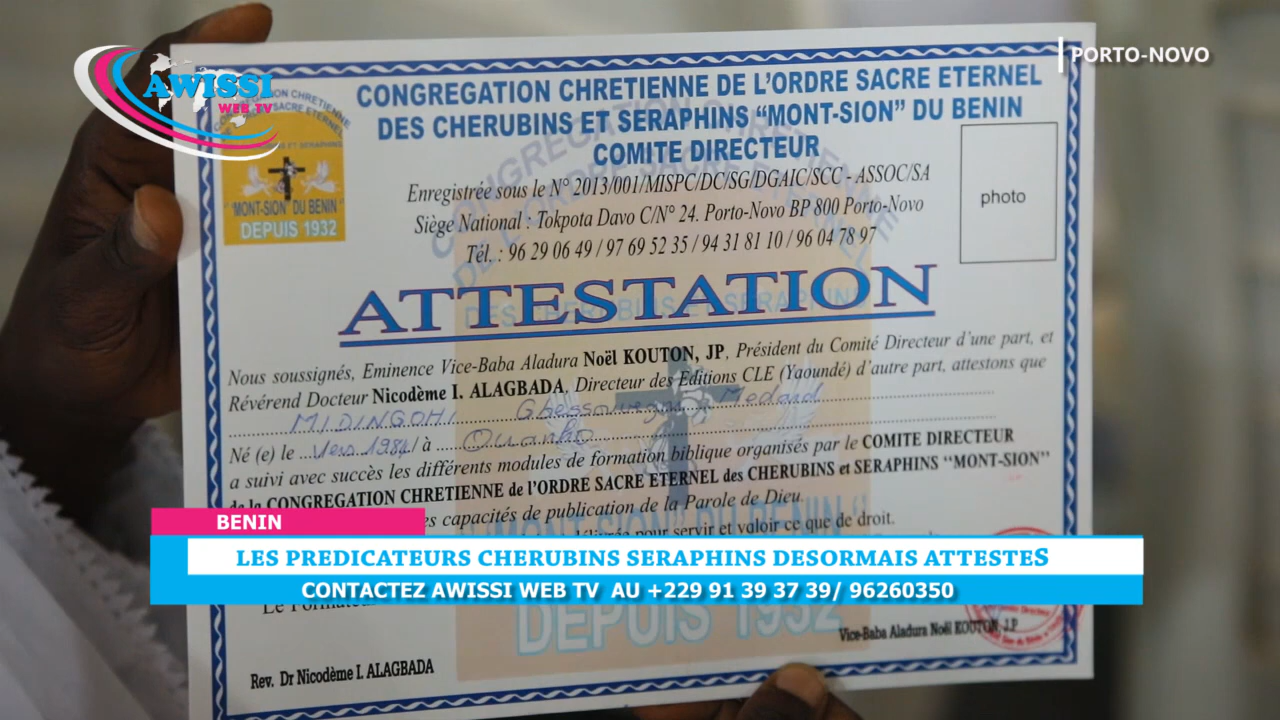 AWISSI
WEB TV
PORTO-NOVO
CONGREGATION CHRETIENNE DE L'ORDRE SACRE ETERNEL
DES CHERUBINS ET SERAPHINS "MONT-SION" DU BENIN
COMITE DIRECTEUR
Enregistrée sous le N° 2013/001/MISPC/DC/SG/DGAIC/SCC - ASSOC/SA
Siège National : Tokpota Davo C/N° 24. Porto-Novo BP 800 Porto-Novo
Tél. : 96 29 06 49 / 97 69 52 35 / 94 31 81 10 / 96 04 78 97
photo
"MONT-SION" DU BENIN
DEPUIS 1932
ATTESTATION
Nous soussignés, Eminence Vice-Baba Aladura Noël KOUTON, JP, Président du Comité Directeur d'une part, et
Révérend Docteur Nicodème I. ALAGBADA, Directeur des Editions CLE (Yaoundé) d'autre part, attestons que
MIDINGOHI Medard
Né (e) le Vers 1984 / à Ouanho
a suivi avec succès les différents modules de formation biblique organisés par le COMITE DIRECTEUR
de la CONGREGATION CHRETIENNE de l'ORDRE SACRE ETERNEL des CHERUBINS et SERAPHINS "MONT-SION"
capacités de publication de la Parole de Dieu.
pour servir et valoir ce que de droit.
BENIN
LES PREDICATEURS CHERUBINS SERAPHINS DESORMAIS ATTESTES
CONTACTEZ AWISSI WEB TV AU +229 91 39 37 39/ 96260350
DEPUIS 1932
Vice-Baba Aladura Noël KOUTON, J.P
Rev. Dr Nicodème I. ALAGBADA